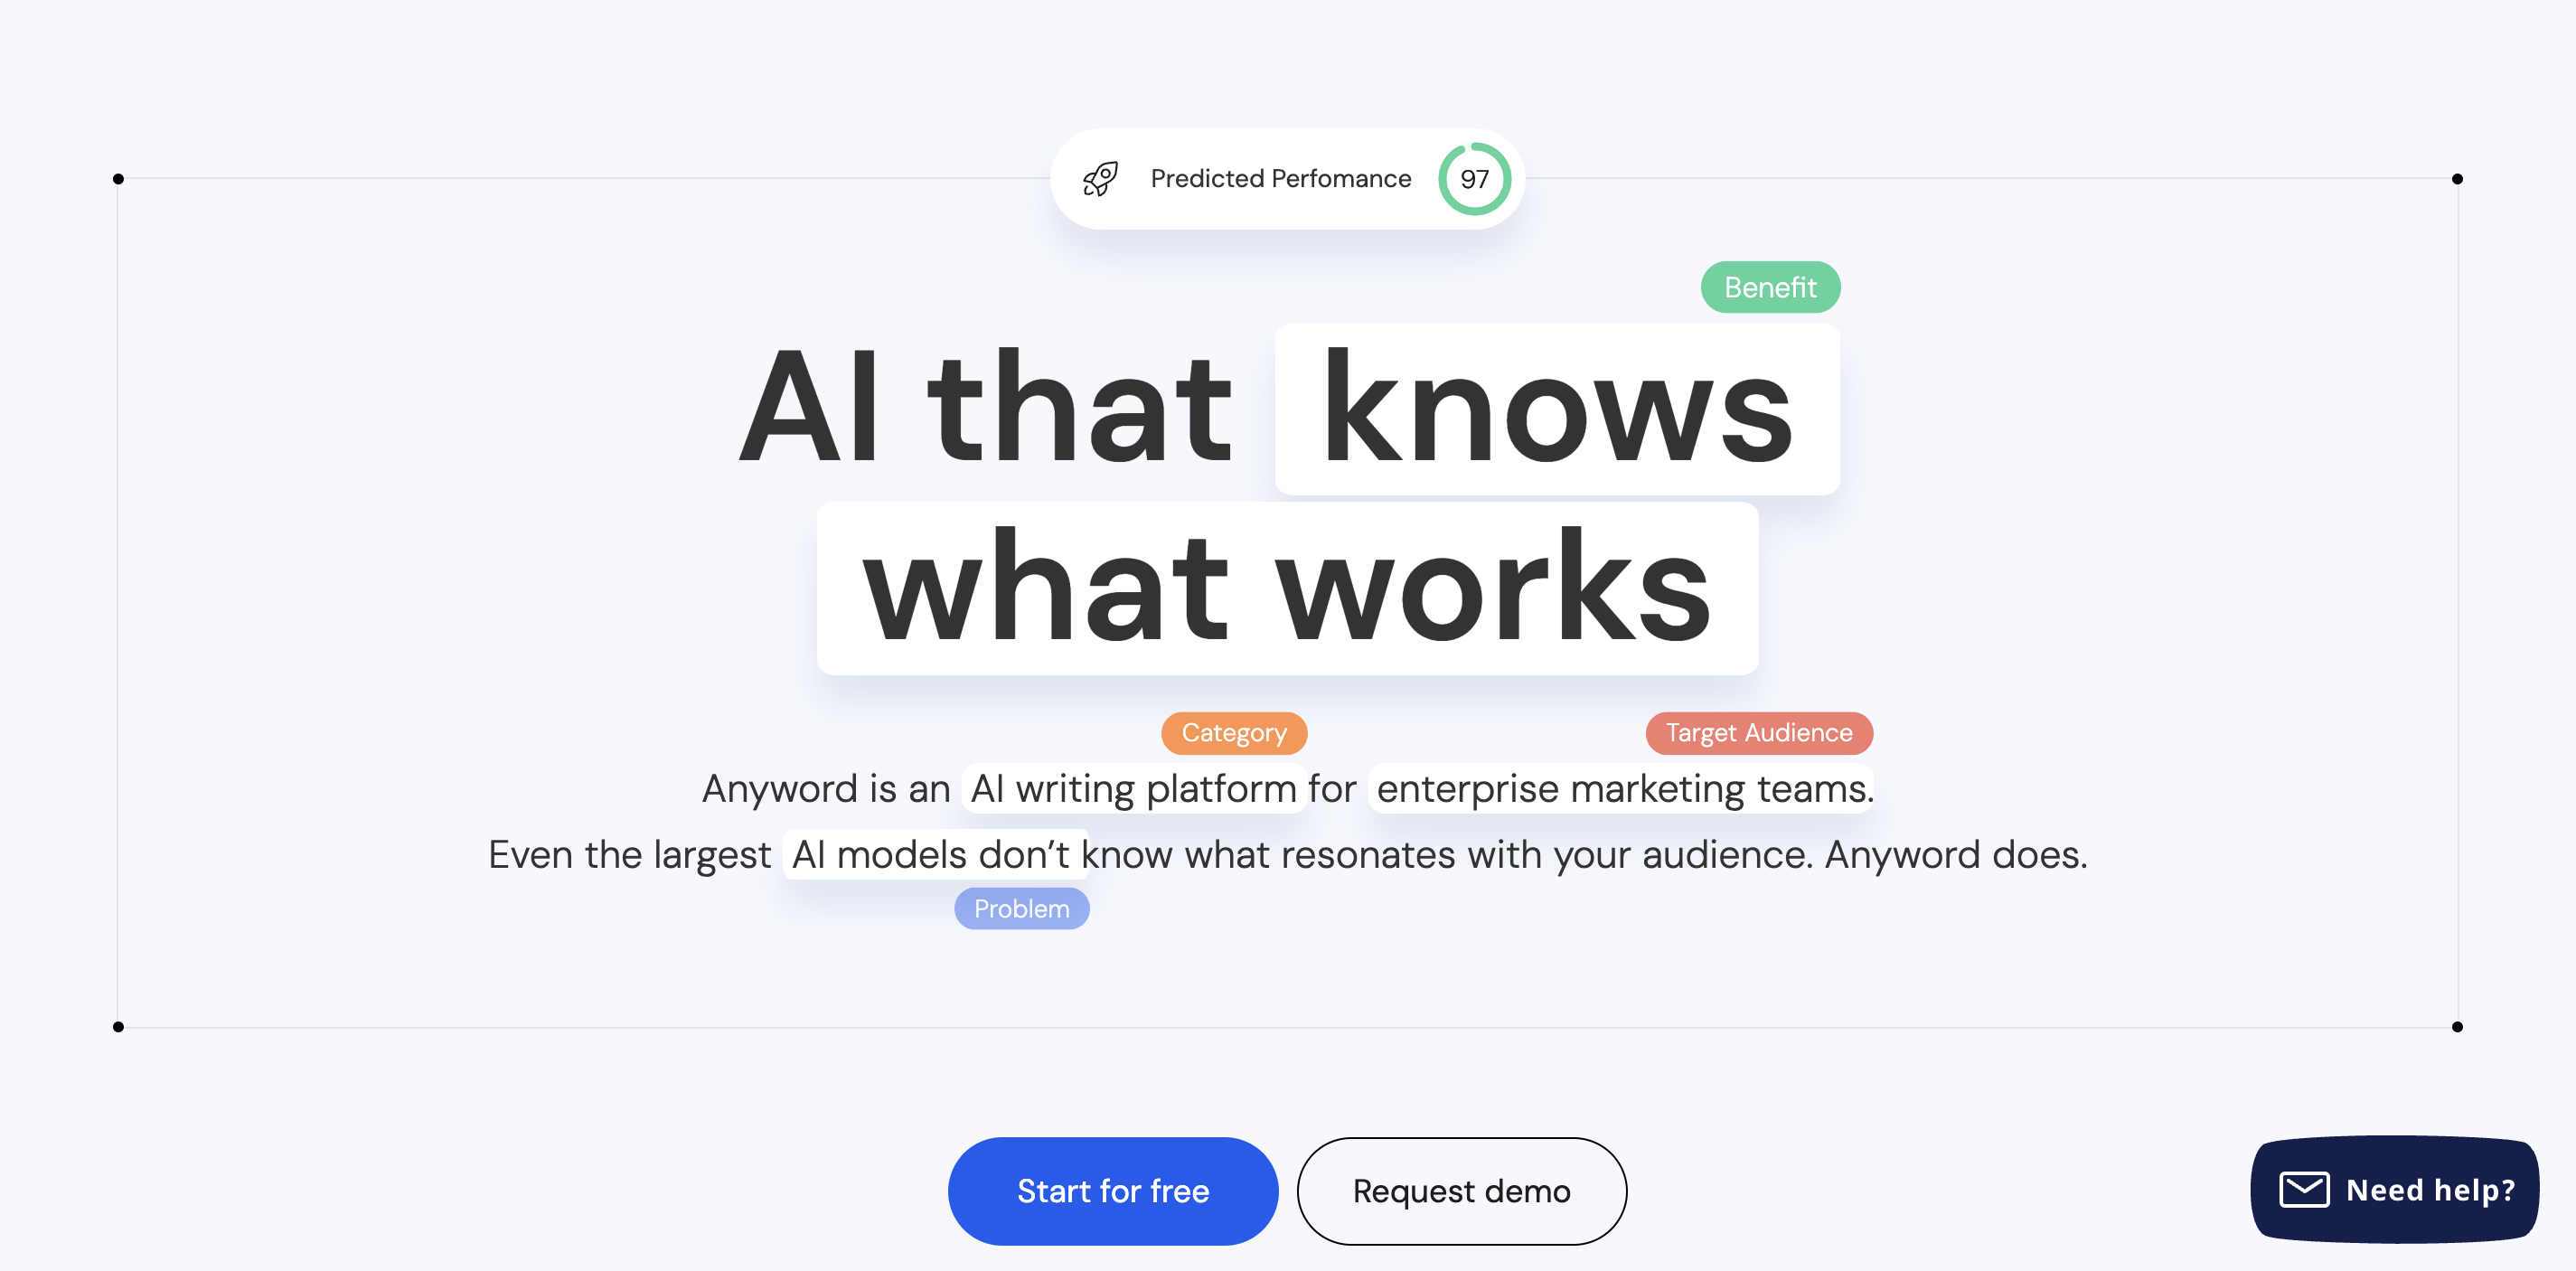 Predicted Perfomance 97
Benefit
AI that knows
what works
Category
Target Audience
Anyword is an AI writing platform for enterprise marketing teams.
Even the largest AI models don’t know what resonates with your audience. Anyword does.
Problem
Start for free
Request demo
Need help?